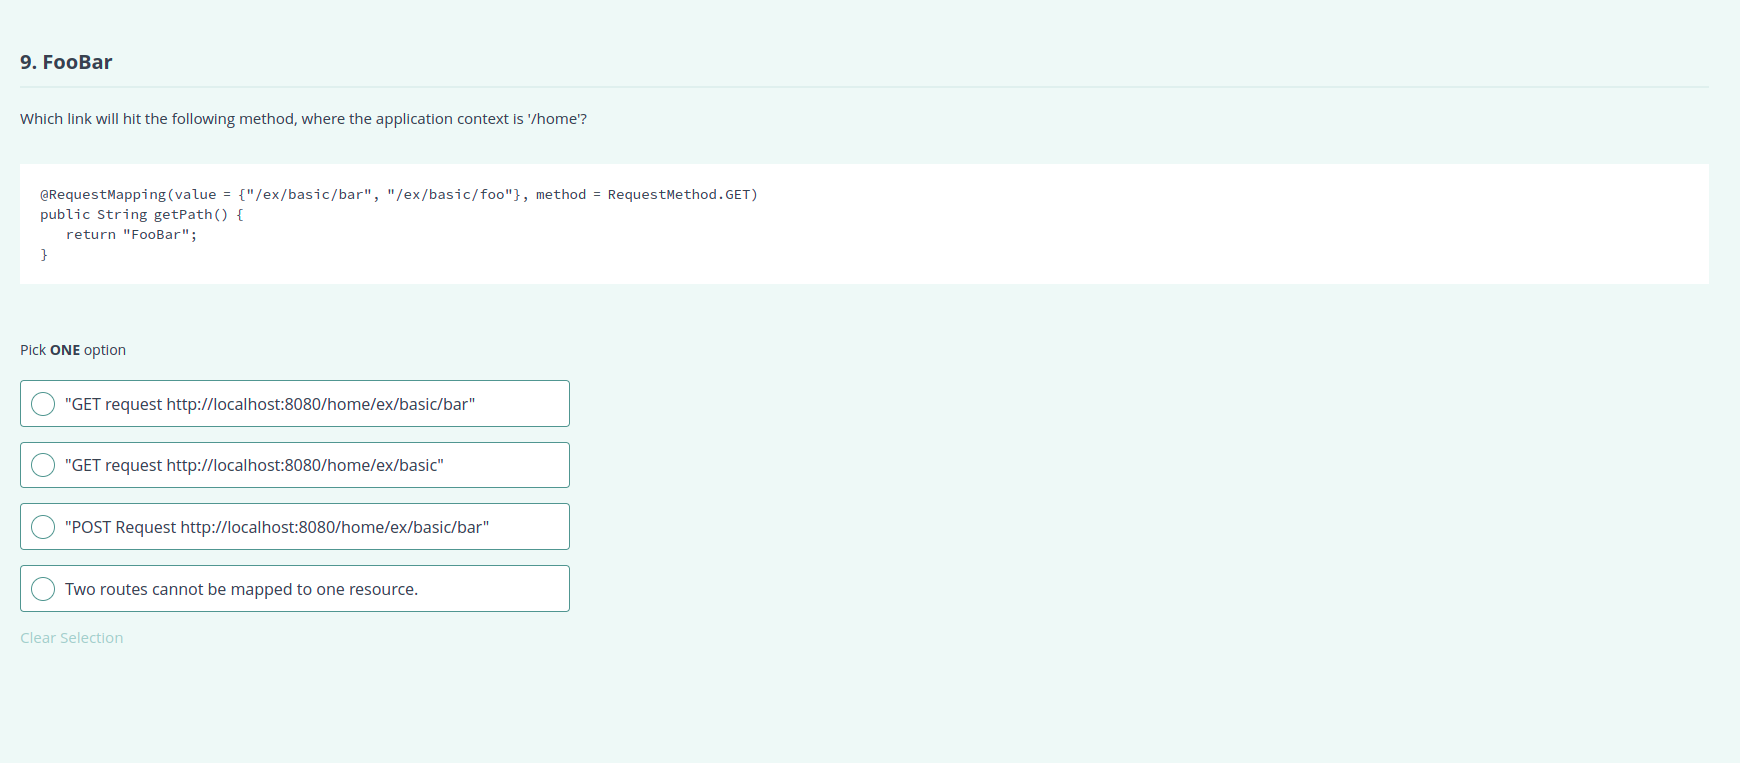 9. FooBar
Which link will hit the following method, where the application context is '/home'?
@RequestMapping(value = {"/ex/basic/bar", "/ex/basic/foo"}, method = RequestMethod.GET)
public String getPath() {
   return "FooBar";
}
Pick ONE option
"GET request http://localhost:8080/home/ex/basic/bar"
"GET request http://localhost:8080/home/ex/basic"
"POST Request http://localhost:8080/home/ex/basic/bar"
Two routes cannot be mapped to one resource.
Clear Selection